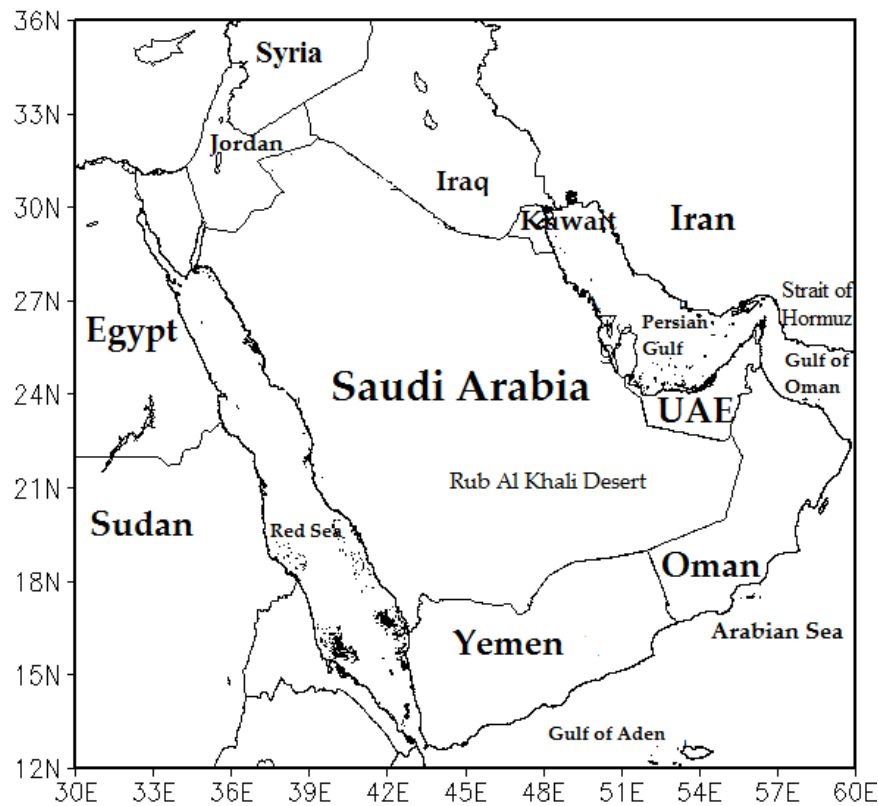 36N
Syria
33N
Jordan
Iraq
30N
Kuwait
Iran
27N
Strait of
Hormuz
Egypt
Persian
Gulf
Gulf of
Oman
Saudi Arabia
24N
UAE
Rub Al Khali Desert
21N
Sudan
Red Sea
18N
Oman
Yemen
Arabian Sea
15N
Gulf of Aden
12N
30E 33E 36E 39E 42E 45E 48E 51E 54E 57E 60E